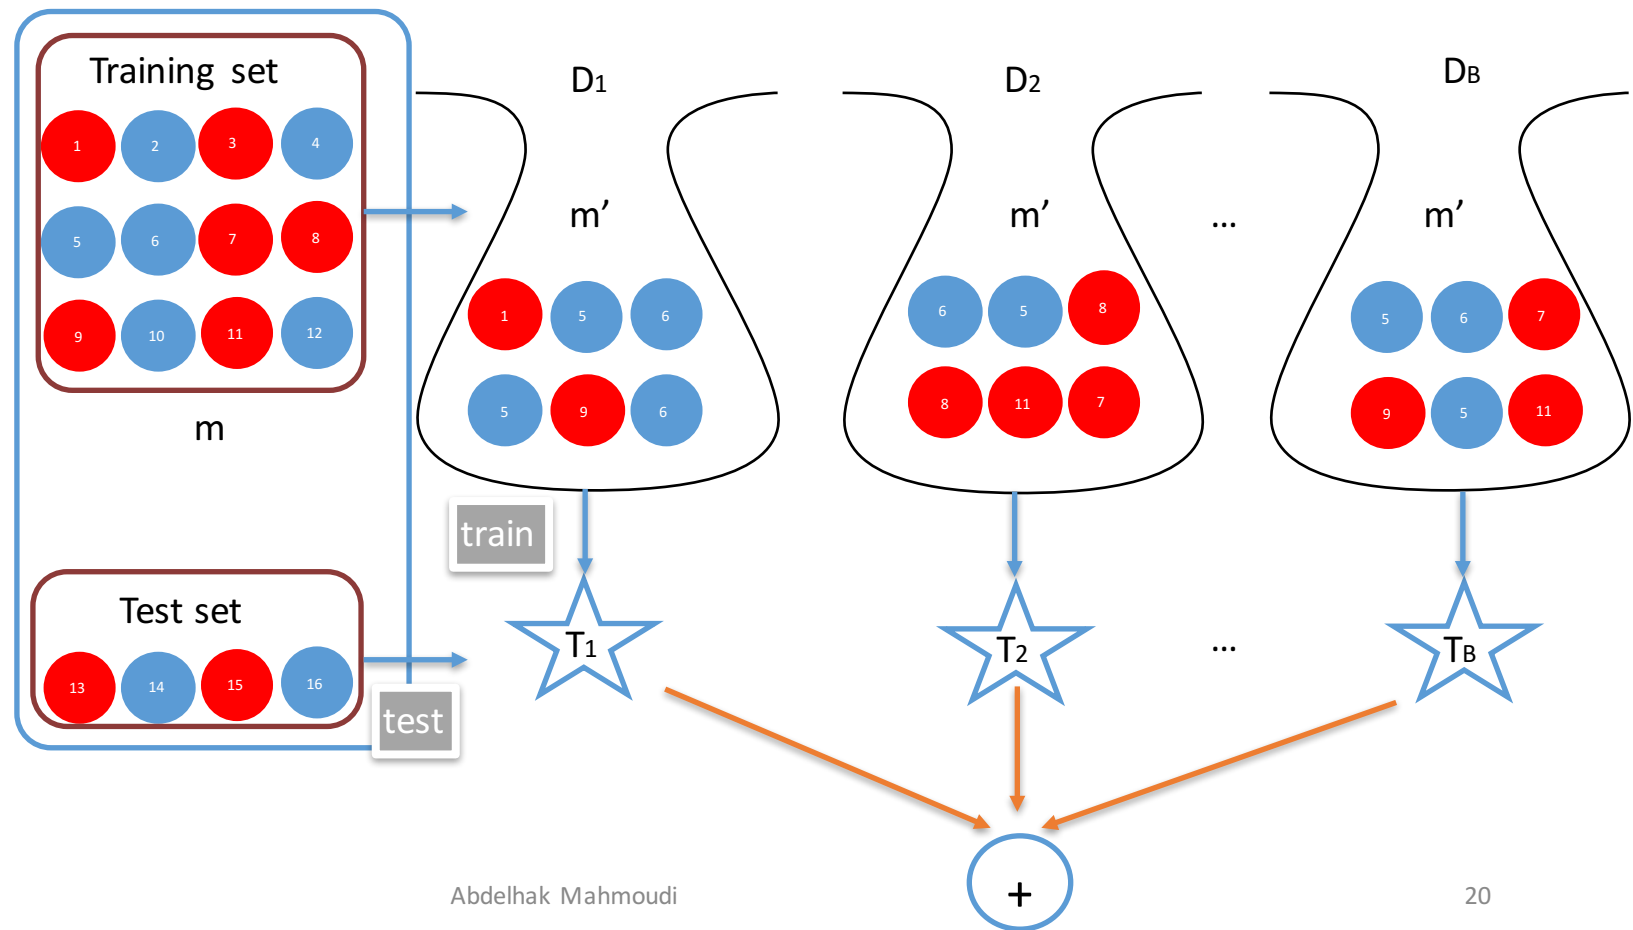 Training set
1 2 3 4
5 6 7 8
9 10 11 12
m
Test set
13 14 15 16
D1
m’
1 5 6
5 9 6
D2
m’
6 5 8
8 11 7
...
DB
m’
5 6 7
9 5 11
train
test
T1
T2
...
TB
+
Abdelhak Mahmoudi
20